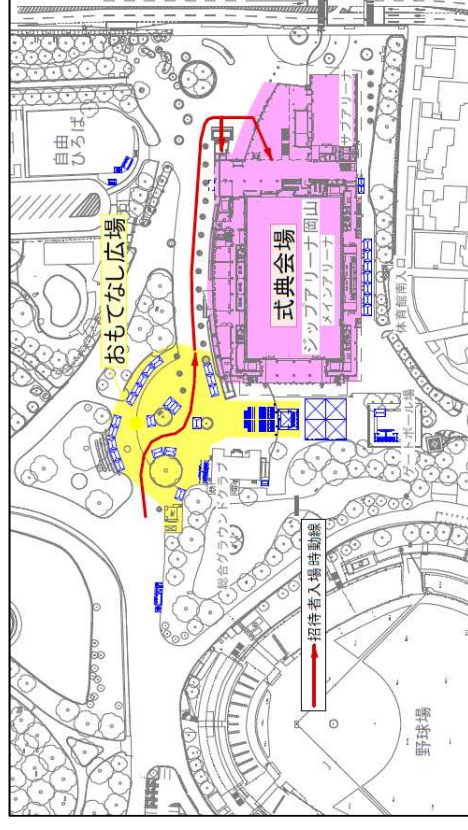 自由
ひろば
おもてなし広場
式典会場
ジップアリーナ岡山
メインアリーナ
サブアリーナ
体育館南入口
ゲートボール場
総合グラウンドクラブ
招待者入場時動線
野球場